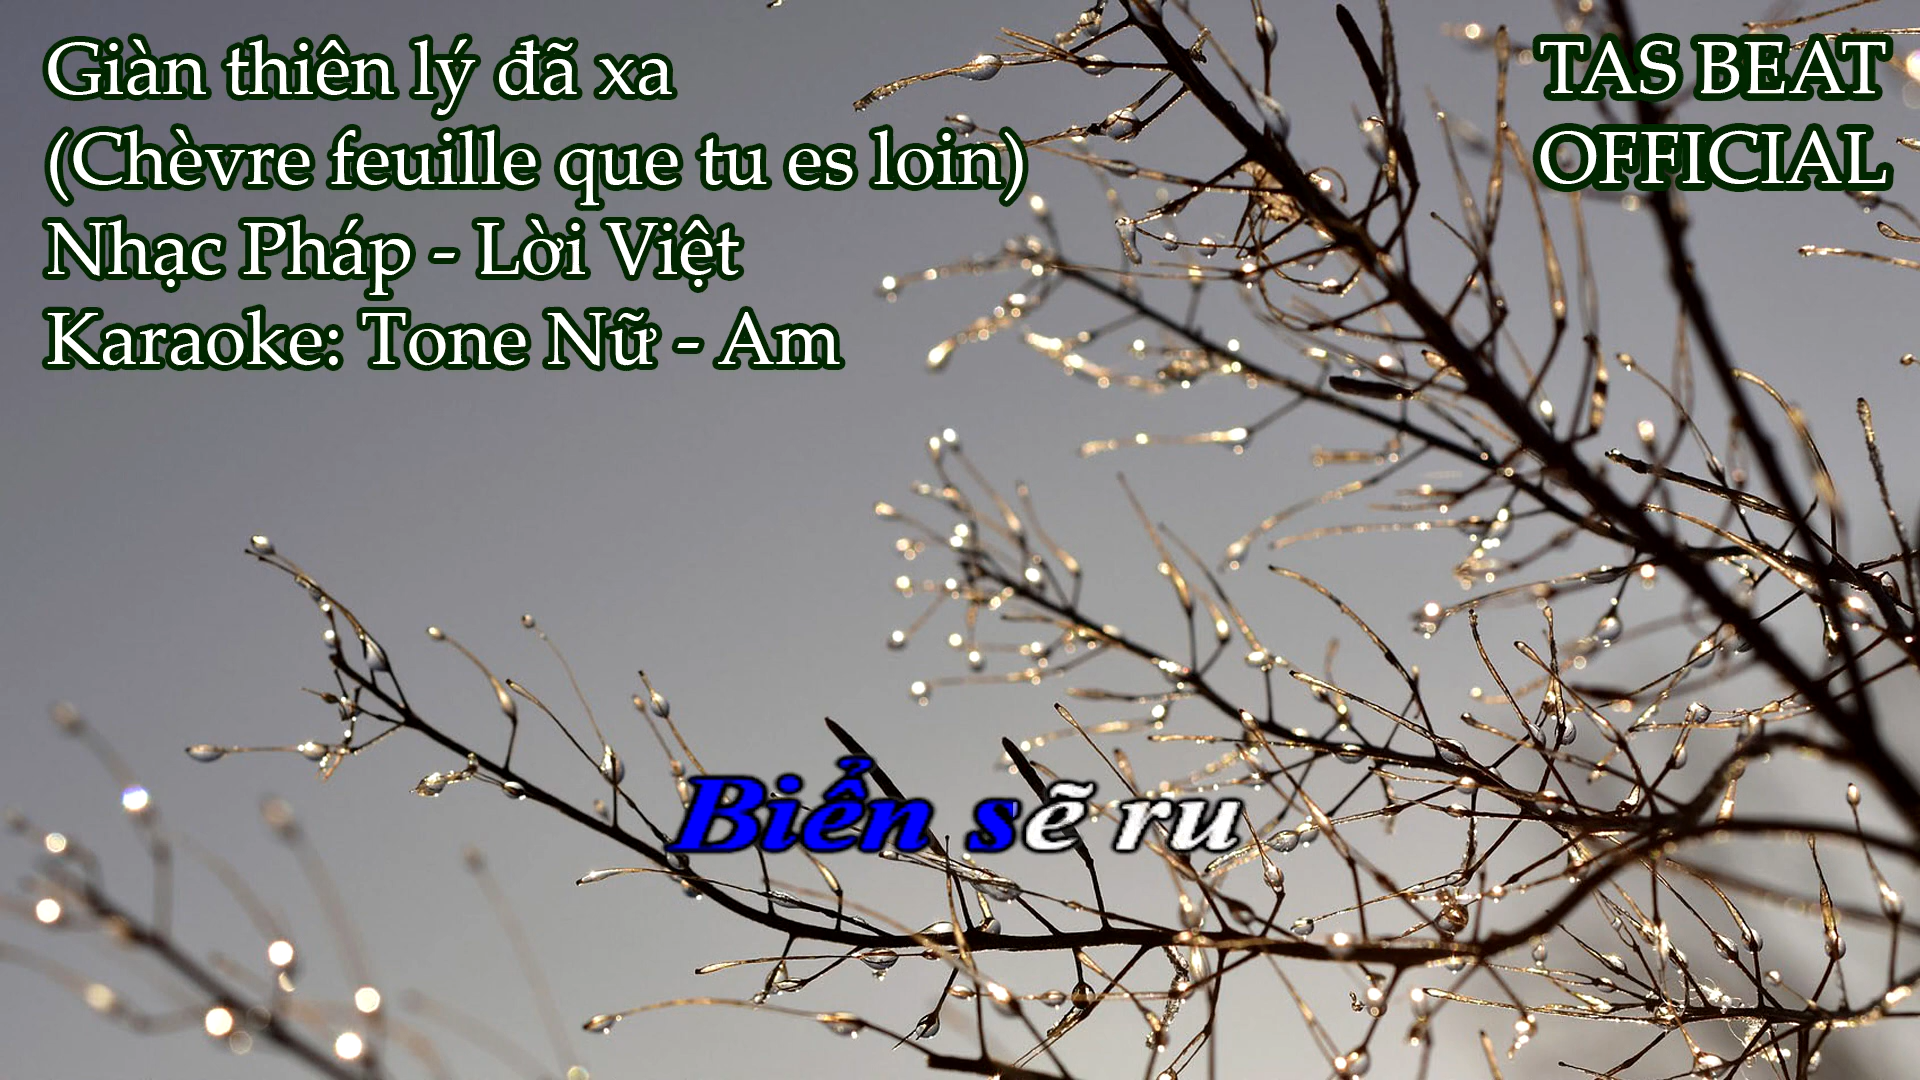 Giàn thiên lý đã xa
(Chèvre feuille que tu es loin)
Nhạc Pháp - Lời Việt
Karaoke: Tone Nữ - Am
TAS BEAT
OFFICIAL
Biển sẽ ru